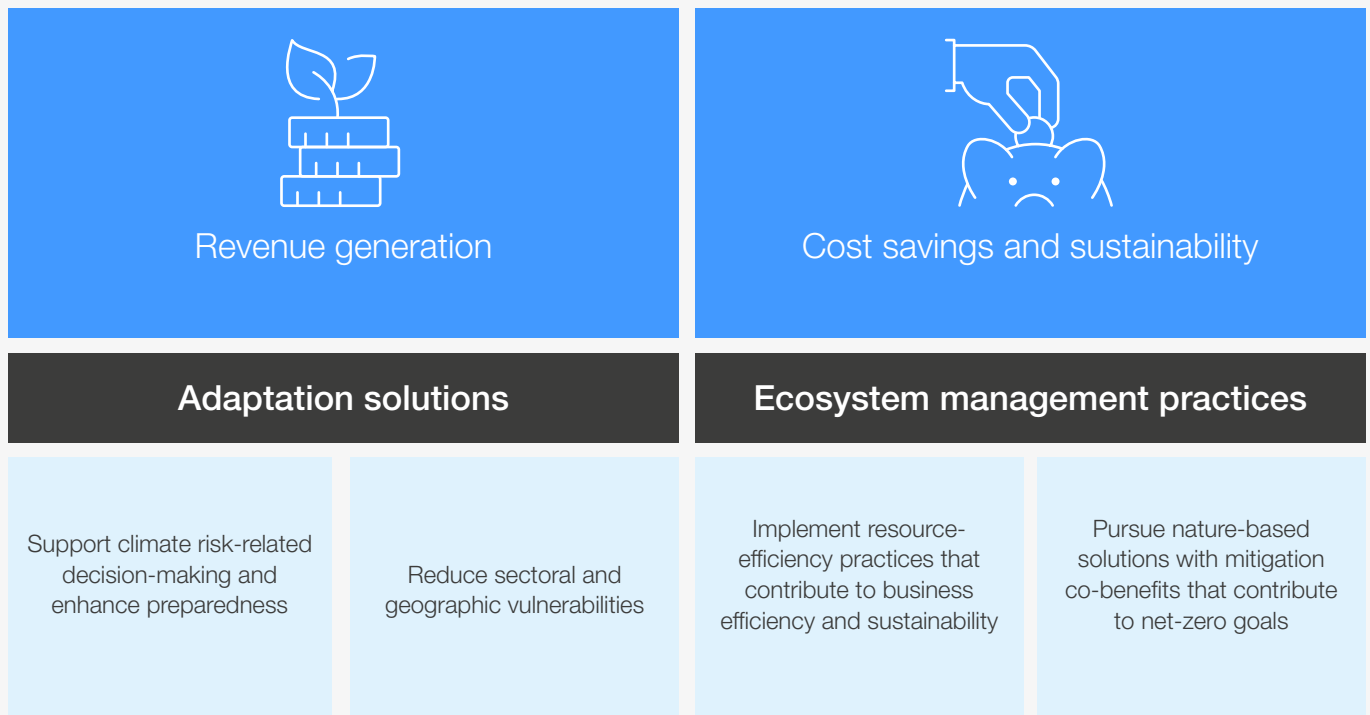 Revenue generation
Cost savings and sustainability
Adaptation solutions
Ecosystem management practices
Support climate risk-related
decision-making and
enhance preparedness
Reduce sectoral and
geographic vulnerabilities
Implement resource-
efficiency practices that
contribute to business
efficiency and sustainability
Pursue nature-based
solutions with mitigation
co-benefits that contribute
to net-zero goals